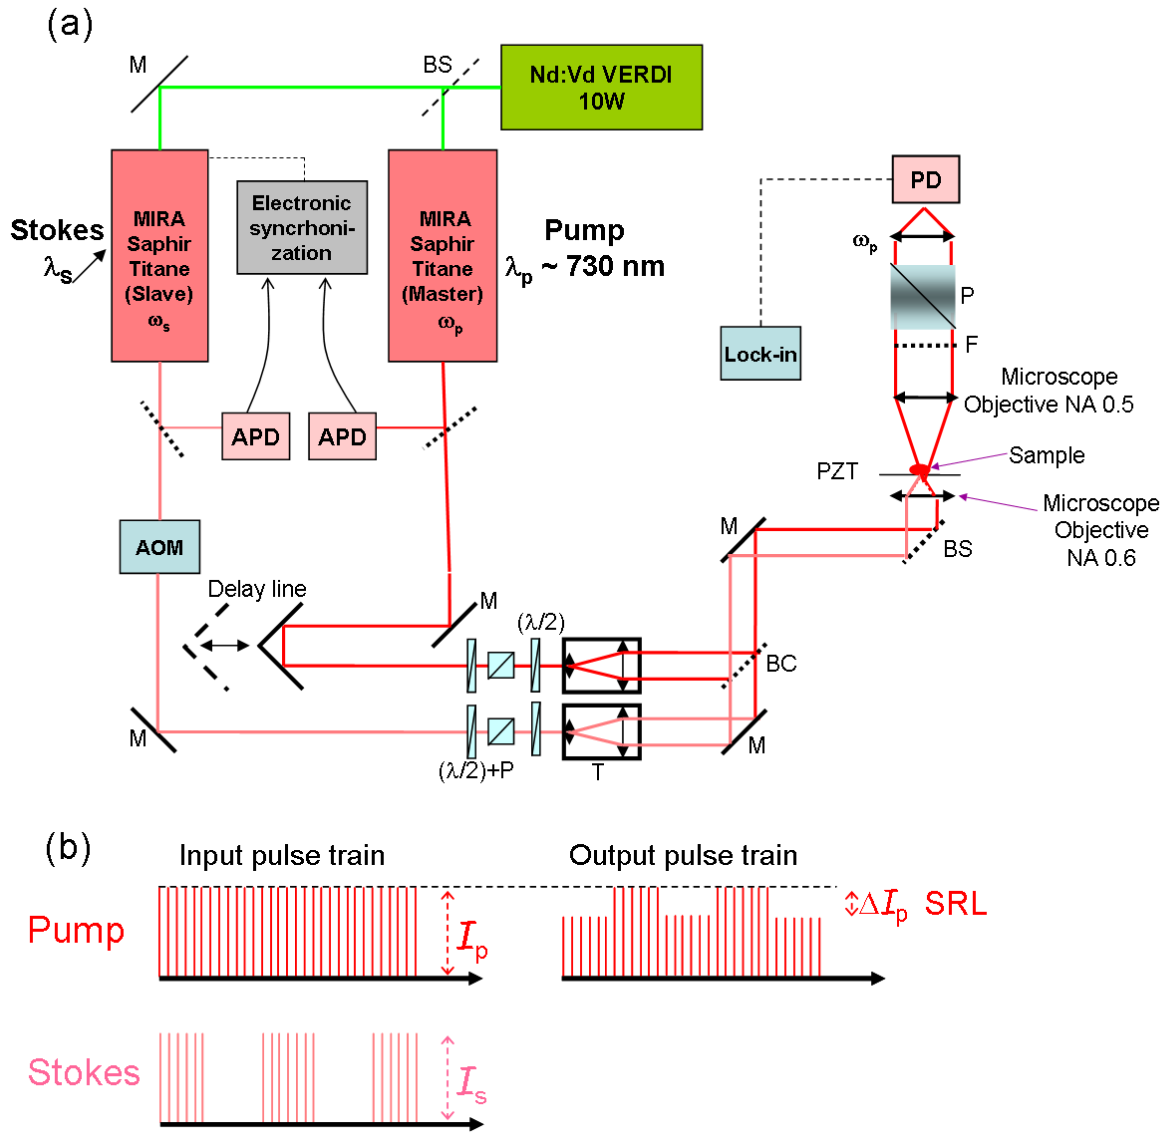 (a)
M
BS
Nd:Vd VERDI
10W
Stokes
λs
MIRA
Saphir
Titane
(Slave)
ωs
Electronic
syncrhoni-
zation
MIRA
Saphir
Titane
(Master)
ωp
Pump
λp ~ 730 nm
PD
ωp
P
F
Lock-in
Microscope
Objective NA 0.5
APD
APD
PZT
Sample
Microscope
Objective
NA 0.6
M
BS
AOM
Delay line
M
(λ/2)
BC
M
(λ/2)+P
T
M
(b)
Input pulse train
Output pulse train
Pump
Ip
ΔIp SRL
Stokes
Is